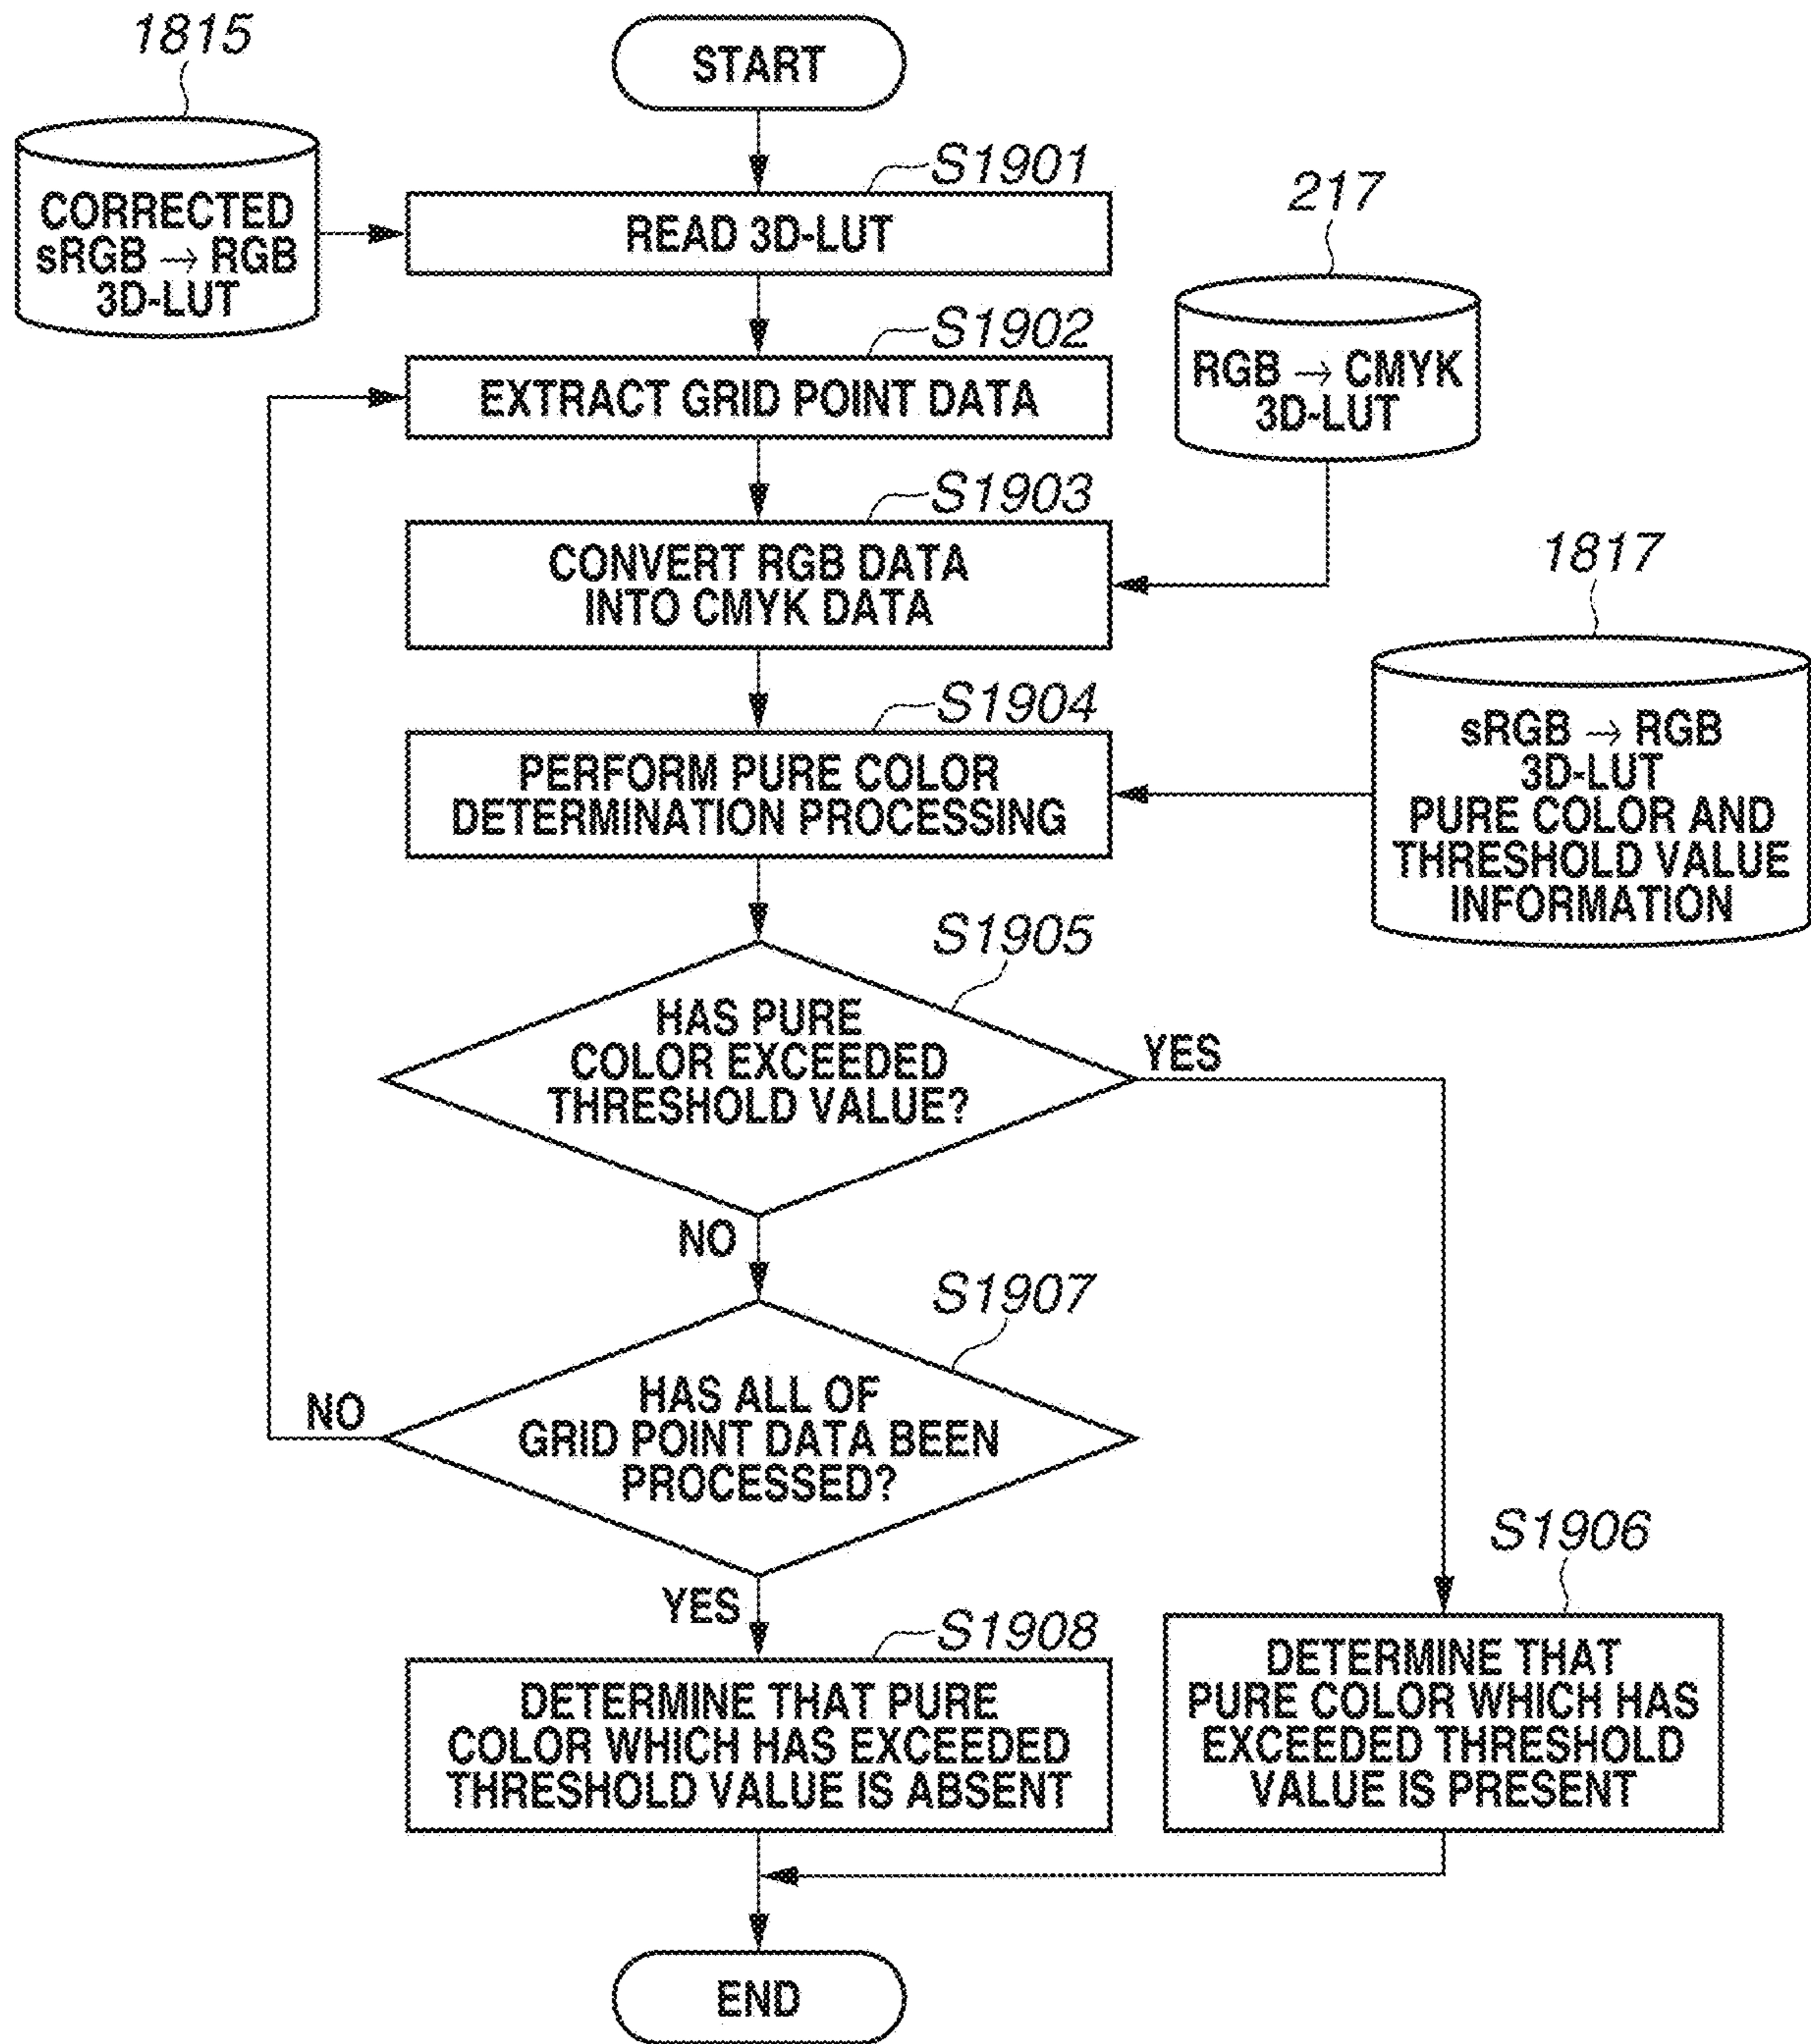 1815
START
S1901
CORRECTED
sRGB → RGB
3D-LUT
READ 3D-LUT
217
S1902
EXTRACT GRID POINT DATA
RGB → CMYK
3D-LUT
S1903
CONVERT RGB DATA
INTO CMYK DATA
1817
S1904
PERFORM PURE COLOR
DETERMINATION PROCESSING
sRGB → RGB
3D-LUT
PURE COLOR AND
THRESHOLD VALUE
INFORMATION
S1905
HAS PURE
COLOR EXCEEDED
THRESHOLD VALUE?
YES
NO
S1907
HAS ALL OF
GRID POINT DATA BEEN
PROCESSED?
NO
YES
S1906
S1908
DETERMINE THAT PURE
COLOR WHICH HAS EXCEEDED
THRESHOLD VALUE IS ABSENT
DETERMINE THAT
PURE COLOR WHICH HAS
EXCEEDED THRESHOLD
VALUE IS PRESENT
END